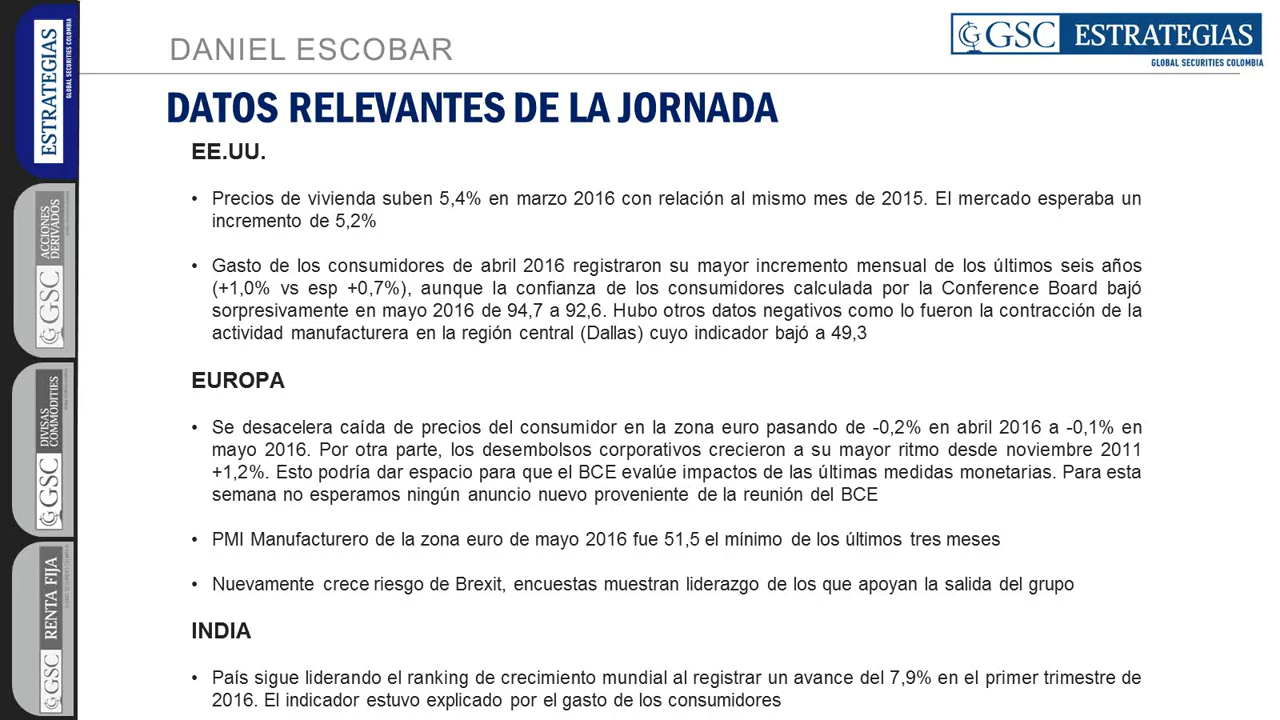 DANIEL ESCOBAR
GSC ESTRATEGIAS
GLOBAL SECURITIES COLOMBIA
DATOS RELEVANTES DE LA JORNADA
EE.UU.
• Precios de vivienda suben 5,4% en marzo 2016 con relación al mismo mes de 2015. El mercado esperaba un
incremento de 5,2%
• Gasto de los consumidores de abril 2016 registraron su mayor incremento mensual de los últimos seis años
(+1,0% vs esp +0,7%), aunque la confianza de los consumidores calculada por la Conference Board bajó
sorpresivamente en mayo 2016 de 94,7 a 92,6. Hubo otros datos negativos como lo fueron la contracción de la
actividad manufacturera en la región central (Dallas) cuyo indicador bajó a 49,3
EUROPA
• Se desacelera caída de precios del consumidor en la zona euro pasando de -0,2% en abril 2016 a -0,1% en
mayo 2016. Por otra parte, los desembolsos corporativos crecieron a su mayor ritmo desde noviembre 2011
+1,2%. Esto podría dar espacio para que el BCE evalúe impactos de las últimas medidas monetarias. Para esta
semana no esperamos ningún anuncio nuevo proveniente de la reunión del BCE
• PMI Manufacturero de la zona euro de mayo 2016 fue 51,5 el mínimo de los últimos tres meses
• Nuevamente crece riesgo de Brexit, encuestas muestran liderazgo de los que apoyan la salida del grupo
INDIA
• País sigue liderando el ranking de crecimiento mundial al registrar un avance del 7,9% en el primer trimestre de
2016. El indicador estuvo explicado por el gasto de los consumidores
ESTRATEGIAS
GLOBAL SECURITIES COLOMBIA
GSC ACCIONES
DERIVADOS
GSC DIVISAS
COMMODITIES
GSC RENTA FIJA